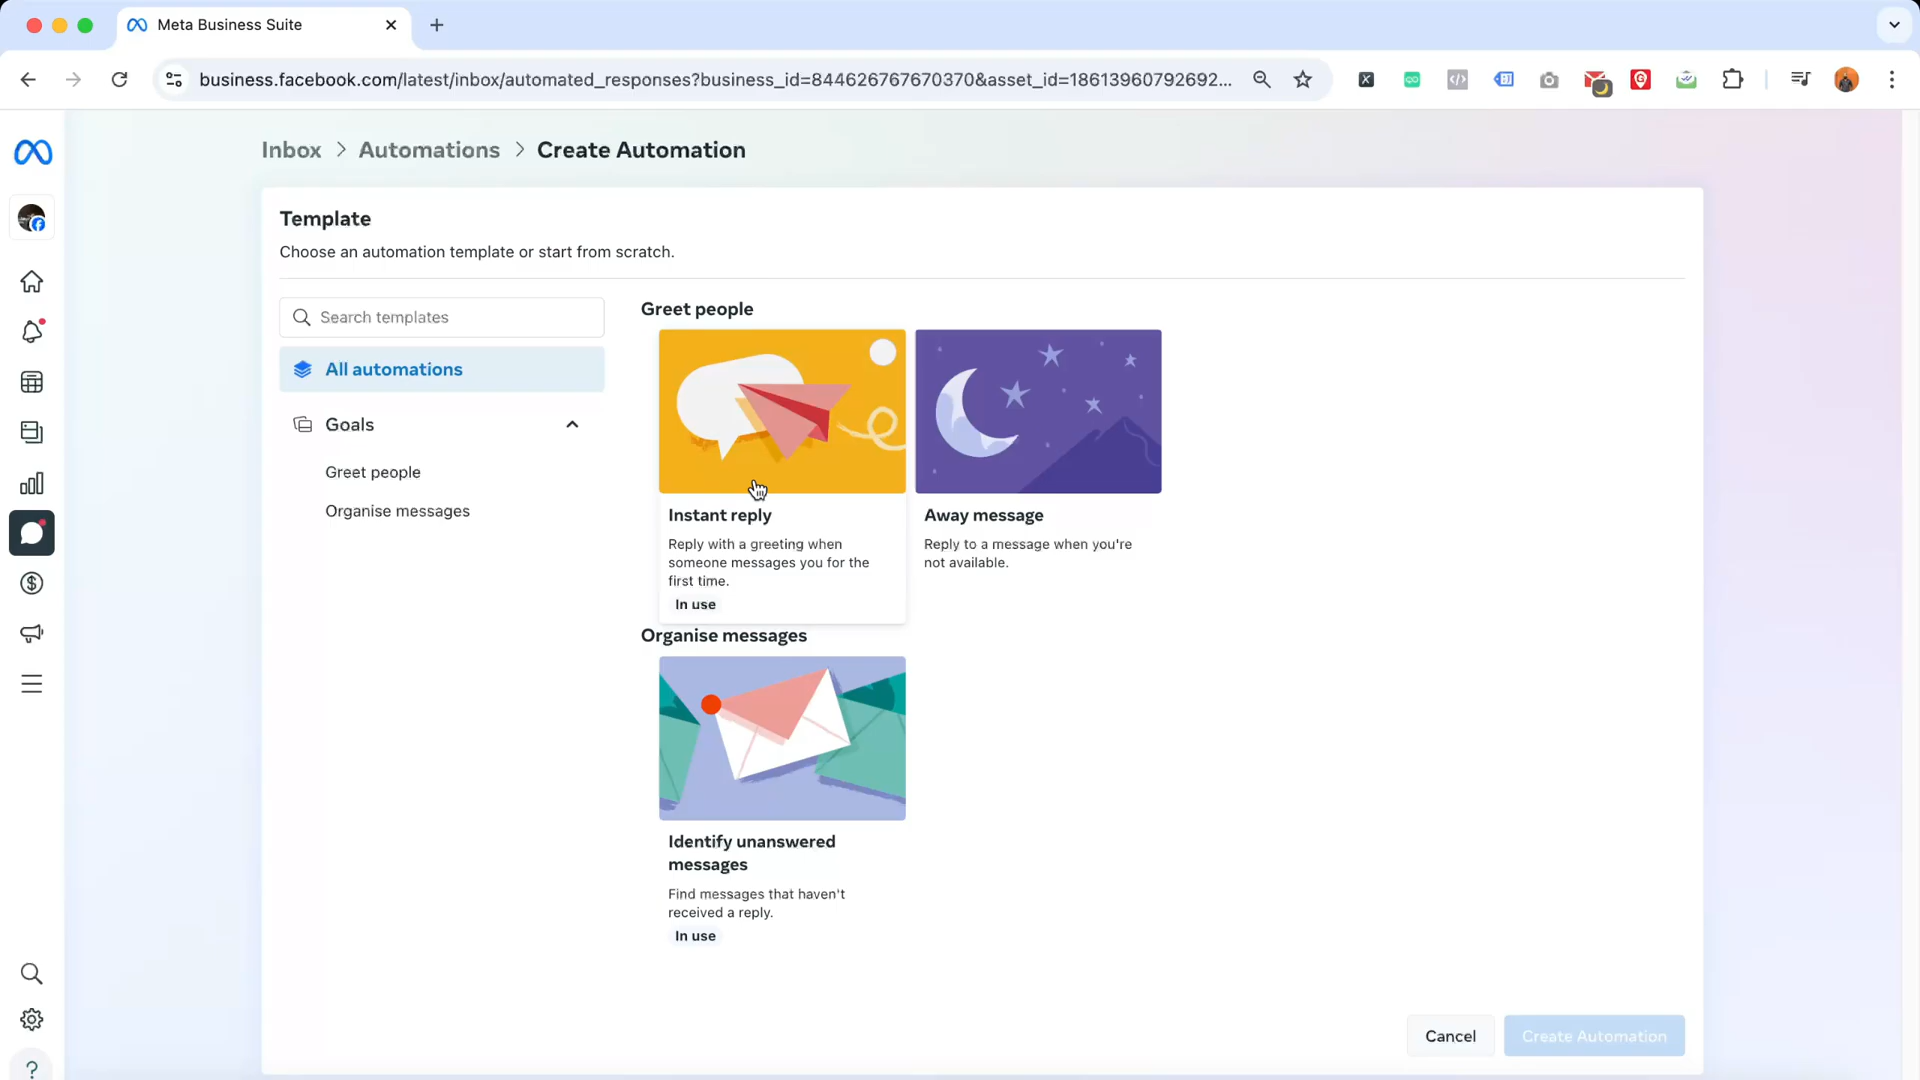 Meta Business Suite
business.facebook.com/latest/inbox/automated_responses?business_id=844626767670370&asset_id=18613960792692...
Inbox > Automations > Create Automation
Template
Choose an automation template or start from scratch.
Search templates
All automations
Goals
Greet people
Organise messages
Greet people
Instant reply
Reply with a greeting when
someone messages you for the
first time.
In use
Away message
Reply to a message when you're
not available.
Organise messages
Identify unanswered
messages
Find messages that haven't
received a reply.
In use
Cancel
Create Automation